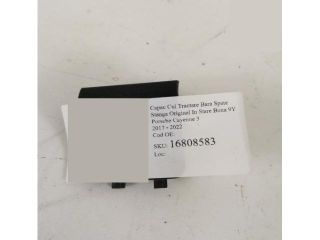 Capac Cui Tractare Bara Spate
Stanga Original In Stare Buna 9Y
Porsche Cayenne 3
2017 - 2022
Cod OE:
SKU: 16808583
Loc: